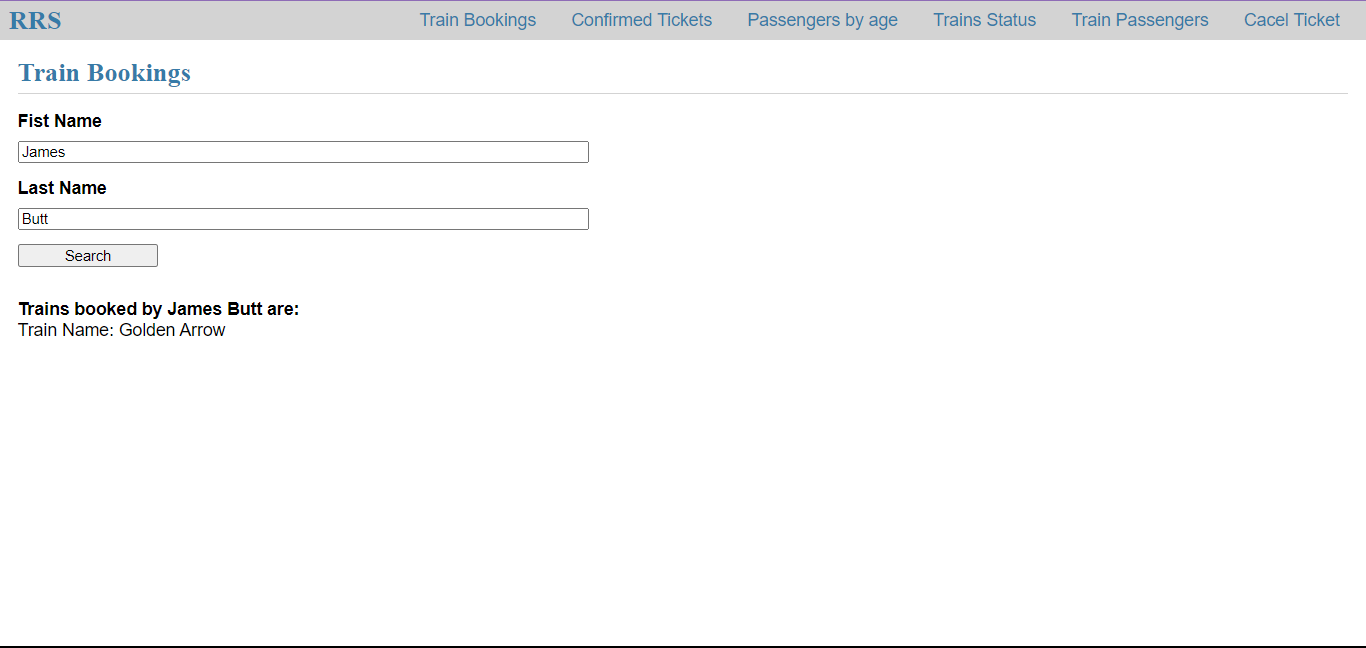 RRS Train Bookings Confirmed Tickets Passengers by age Trains Status Train Passengers Cacel Ticket
Train Bookings
Fist Name
James
Last Name
Butt
Search
Trains booked by James Butt are:
Train Name: Golden Arrow